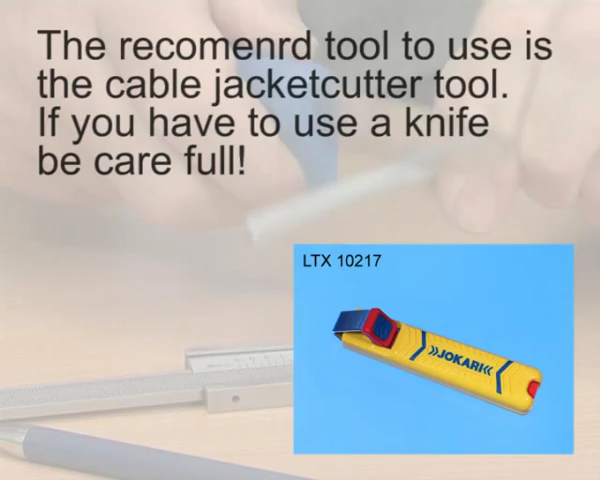 The recomenrd tool to use is
the cable jacketcutter tool.
If you have to use a knife
be care full!
LTX 10217
»JOKARI«